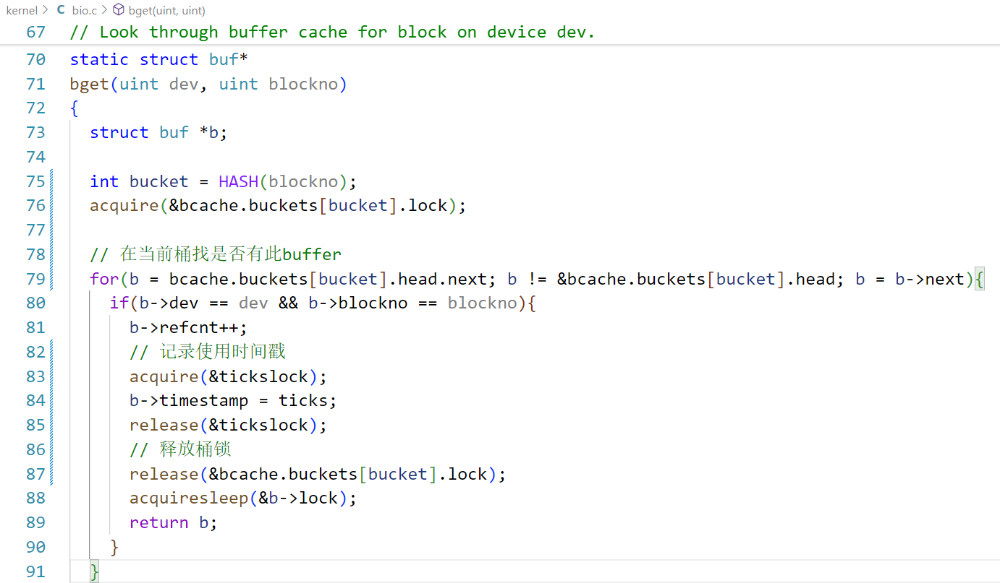 kernel > C bio.c > bget(uint, uint)
67 // Look through buffer cache for block on device dev.
70 static struct buf*
71 bget(uint dev, uint blockno)
72 {
73   struct buf *b;
74
75   int bucket = HASH(blockno);
76   acquire(&bcache.buckets[bucket].lock);
77
78   // 在当前桶找是否有此buffer
79   for(b = bcache.buckets[bucket].head.next; b != &bcache.buckets[bucket].head; b = b->next){
80     if(b->dev == dev && b->blockno == blockno){
81       b->refcnt++;
82       // 记录使用时间戳
83       acquire(&tickslock);
84       b->timestamp = ticks;
85       release(&tickslock);
86       // 释放桶锁
87       release(&bcache.buckets[bucket].lock);
88       acquiresleep(&b->lock);
89       return b;
90     }
91   }